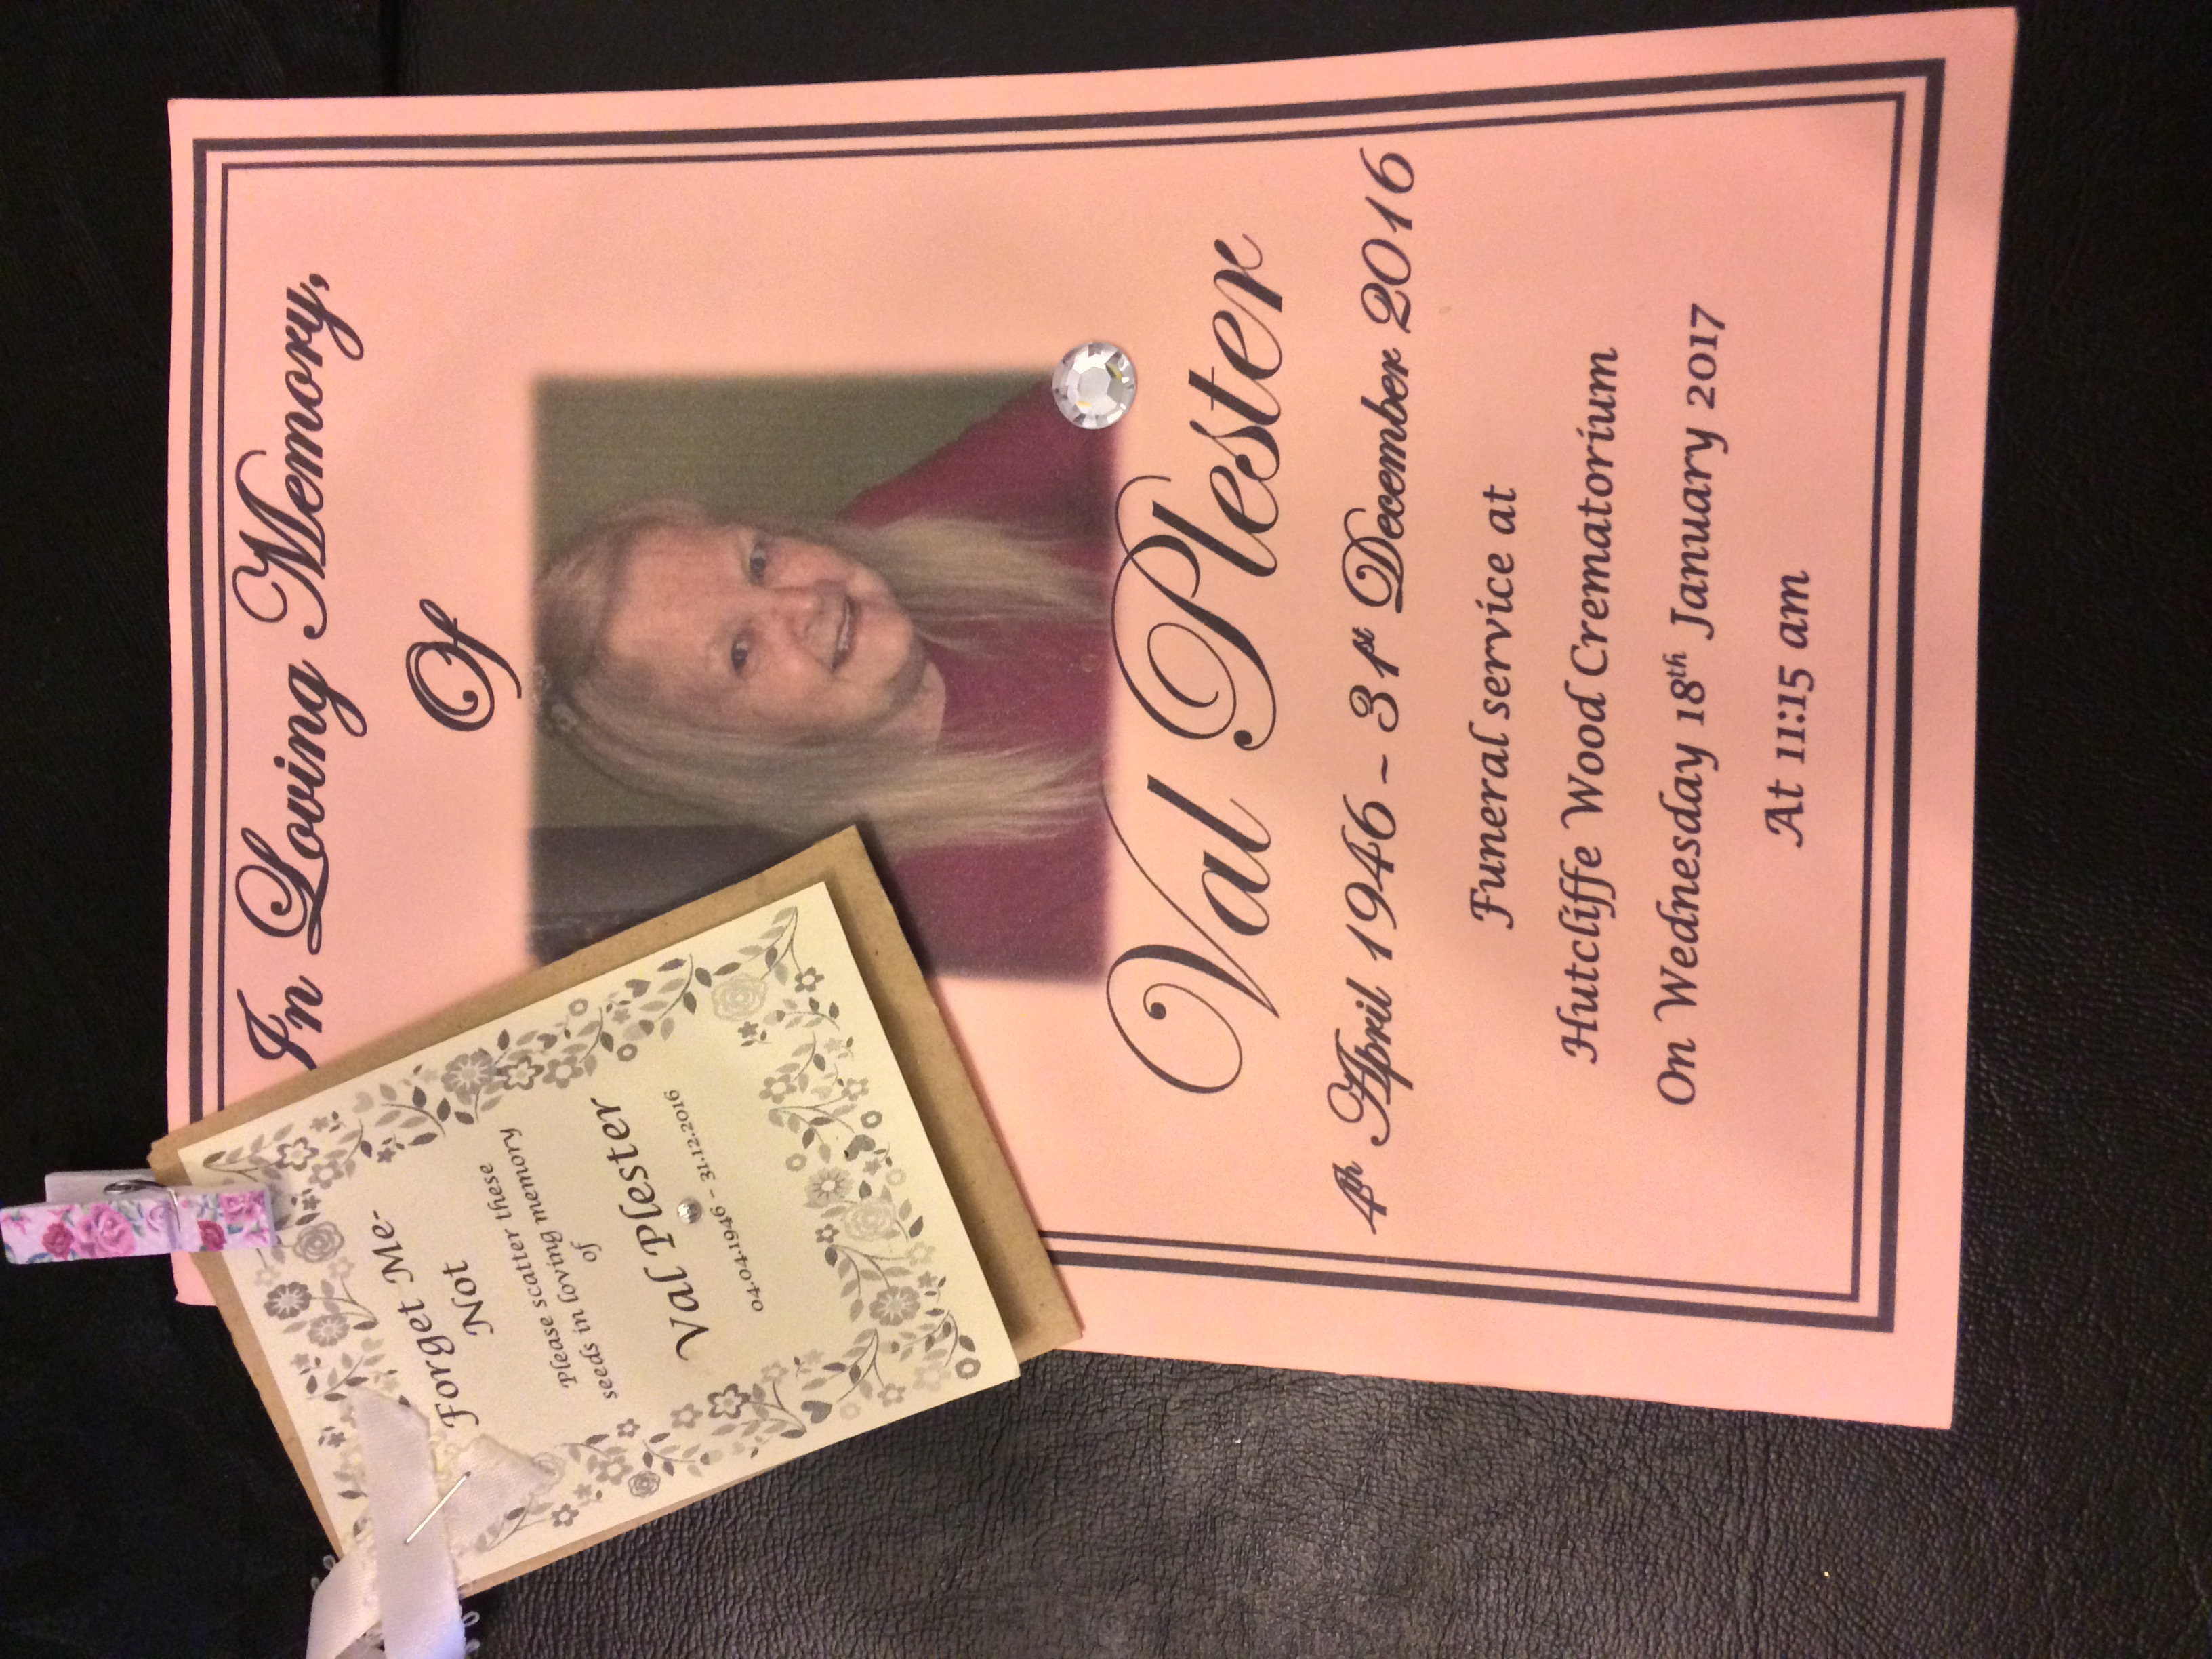 In Loving Memory,
Of
Val Plester
4th April 1946 - 31st December 2016
Funeral service at
Hutcliffe Wood Crematorium
On Wednesday 18th January 2017
At 11:15 am
Forget Me-
Not
Please scatter these
seeds in loving memory
of
Val Plester
04.04.1946 - 31.12.2016